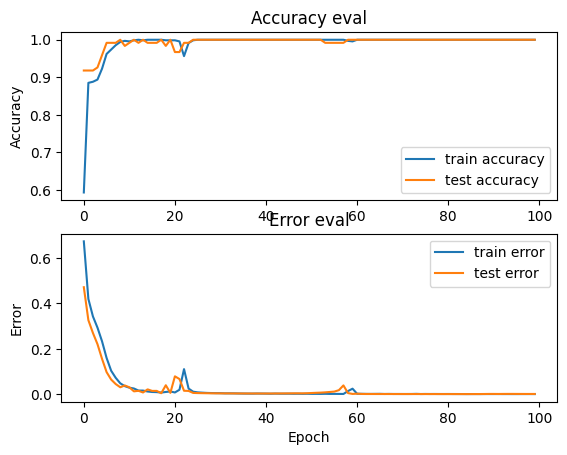 Accuracy eval
1.0
0.9
0.8
0.7
0.6
Accuracy
train accuracy
test accuracy
0 20 40 60 80 100
Error eval
0.6
0.4
0.2
0.0
Error
train error
test error
0 20 40 60 80 100
Epoch